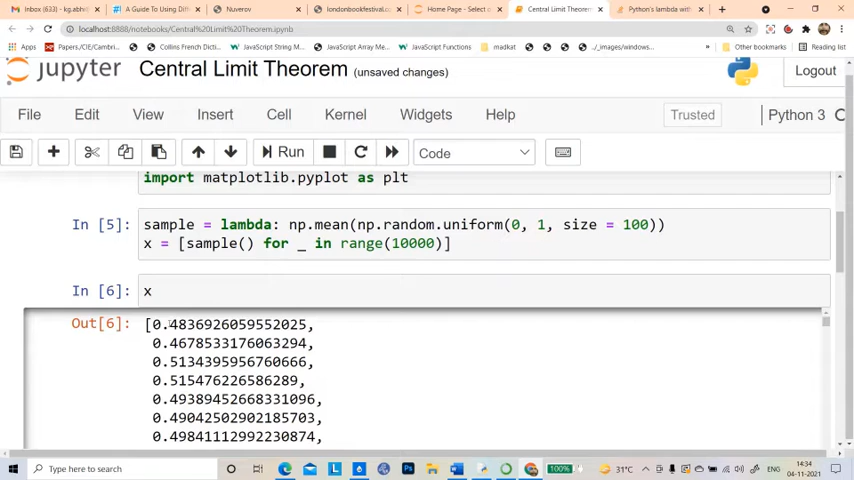 Inbox (633) - kg.abhi
A Guide To Using Dif
Nuverov
londonbookfestival.co
Home Page - Select o
Central Limit Theorem
Python's lambda with
localhost:8888/notebooks/Central%20Limit%20Theorem.ipynb
Apps
Papers/CIE/Cambri...
Collins French Dictio...
JavaScript String M...
JavaScript Array Me...
JavaScript Functions
madkat
../_images/windows...
Other bookmarks
Reading list
jupyter Central Limit Theorem (unsaved changes)
Logout
File Edit View Insert Cell Kernel Widgets Help
Trusted
Python 3
Run
Code
import matplotlib.pyplot as plt
In [5]: sample = lambda: np.mean(np.random.uniform(0, 1, size = 100))
x = [sample() for _ in range(10000)]
In [6]: x
Out[6]: [0.4836926059552025,
0.4678533176063294,
0.5134395956760666,
0.515476226586289,
0.49389452668331096,
0.49042502902185703,
0.49841112992230874,
Type here to search
100%
31°C
ENG
14:34
04-11-2021